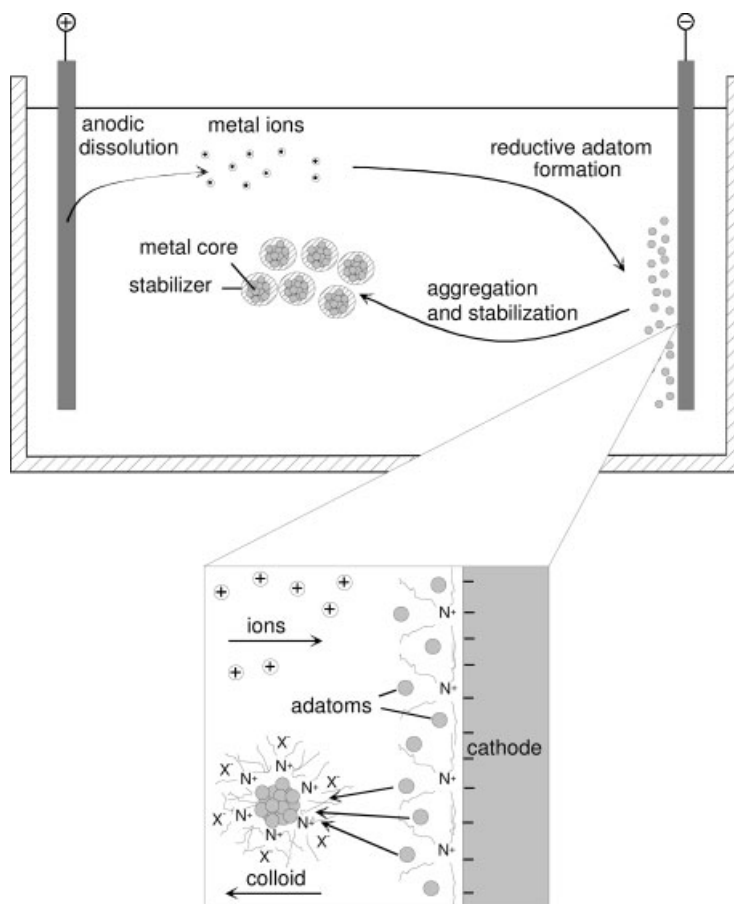 +
−
anodic
dissolution
metal ions
reductive adatom
formation
metal core
stabilizer
aggregation
and stabilization
+ + + + + +
ions
+ +
N⁺
N⁺
adatoms
cathode
X⁻
X⁻ N⁺
N⁺ N⁺ X⁻
N⁺
X⁻ N⁺ N⁺
N⁺ X⁻
X⁻
N⁺
colloid